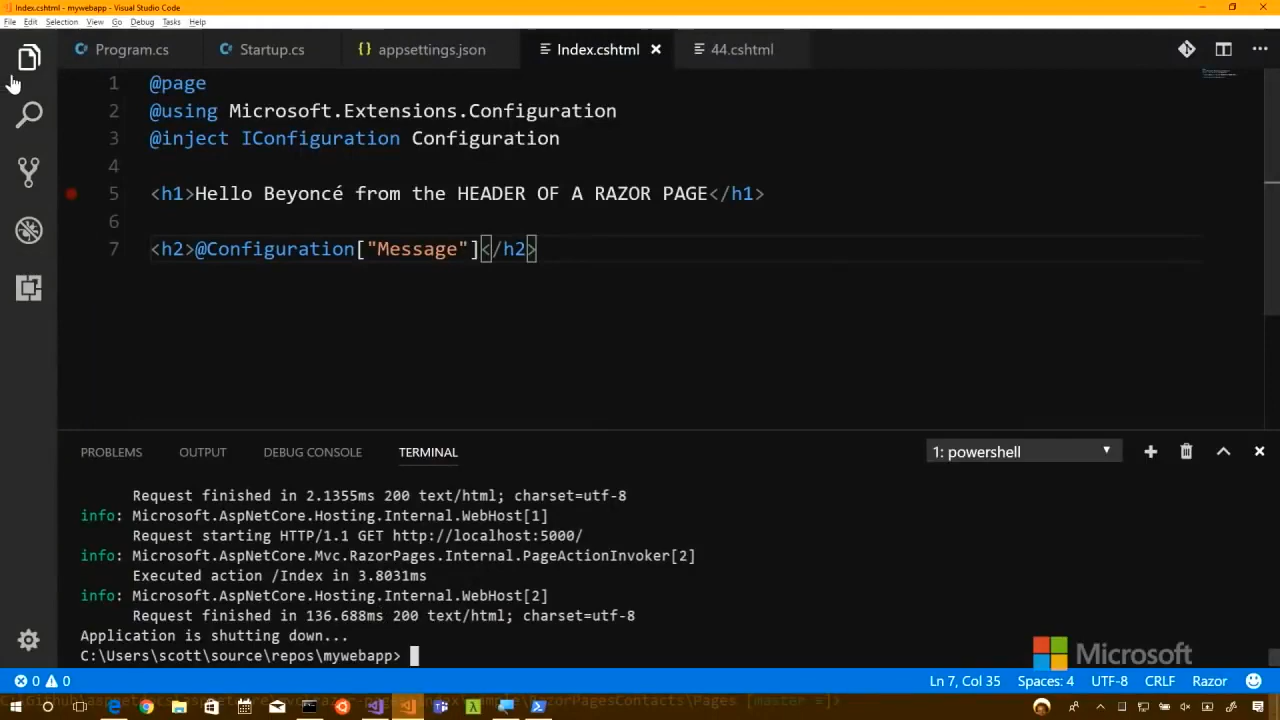 Index.cshtml - mywebapp - Visual Studio Code
File Edit Selection View Go Debug Tasks Help
Program.cs Startup.cs {} appsettings.json Index.cshtml 44.cshtml
1 @page
2 @using Microsoft.Extensions.Configuration
3 @inject IConfiguration Configuration
4
5 <h1>Hello Beyoncé from the HEADER OF A RAZOR PAGE</h1>
6
7 <h2>@Configuration["Message"]</h2>
PROBLEMS OUTPUT DEBUG CONSOLE TERMINAL 1: powershell
Request finished in 2.1355ms 200 text/html; charset=utf-8
info: Microsoft.AspNetCore.Hosting.Internal.WebHost[1]
Request starting HTTP/1.1 GET http://localhost:5000/
info: Microsoft.AspNetCore.Mvc.RazorPages.Internal.PageActionInvoker[2]
Executed action /Index in 3.8031ms
info: Microsoft.AspNetCore.Hosting.Internal.WebHost[2]
Request finished in 136.688ms 200 text/html; charset=utf-8
Application is shutting down...
C:\Users\scott\source\repos\mywebapp>
Microsoft
0 0 Ln 7, Col 35 Spaces: 4 UTF-8 CRLF Razor